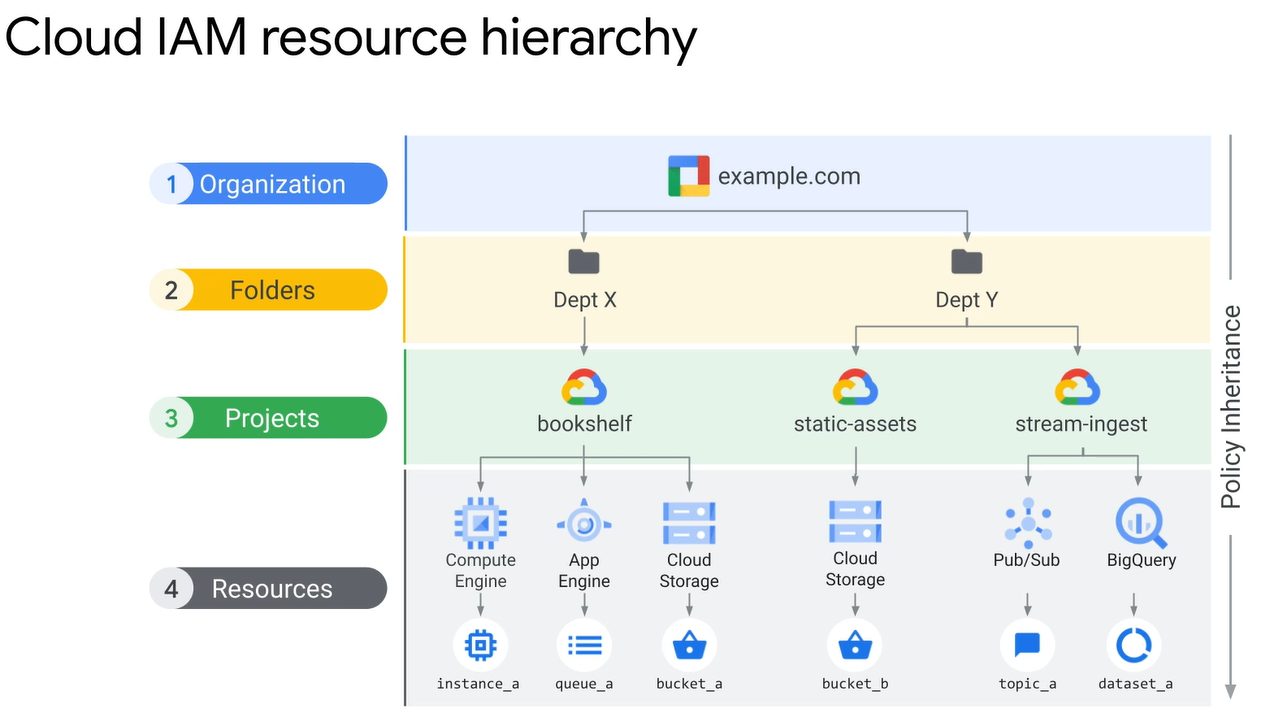 Cloud IAM resource hierarchy
1 Organization
example.com
2 Folders
Dept X
Dept Y
3 Projects
bookshelf
static-assets
stream-ingest
Policy Inheritance
4 Resources
Compute
Engine
App
Engine
Cloud
Storage
Cloud
Storage
Pub/Sub
BigQuery
instance_a
queue_a
bucket_a
bucket_b
topic_a
dataset_a